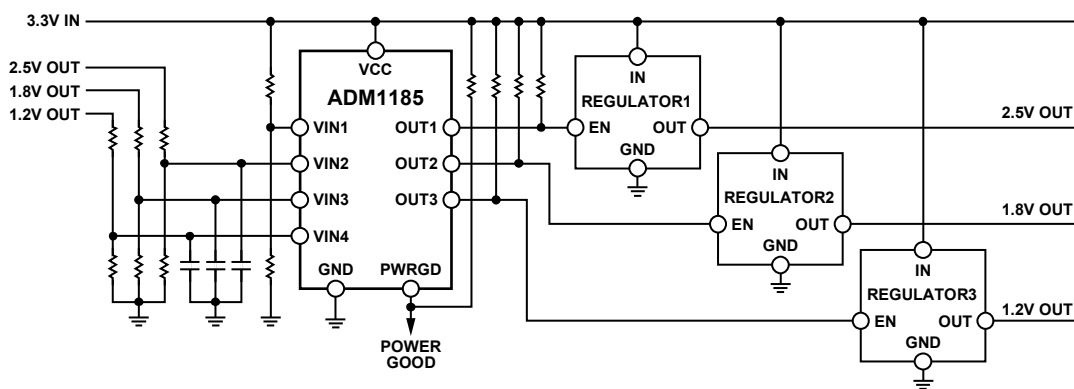 3.3V IN
2.5V OUT
1.8V OUT
1.2V OUT
VCC
ADM1185
VIN1
VIN2
VIN3
VIN4
OUT1
OUT2
OUT3
GND
PWRGD
POWER
GOOD
IN
REGULATOR1
EN
OUT
GND
2.5V OUT
IN
REGULATOR2
EN
OUT
GND
1.8V OUT
IN
REGULATOR3
EN
OUT
GND
1.2V OUT